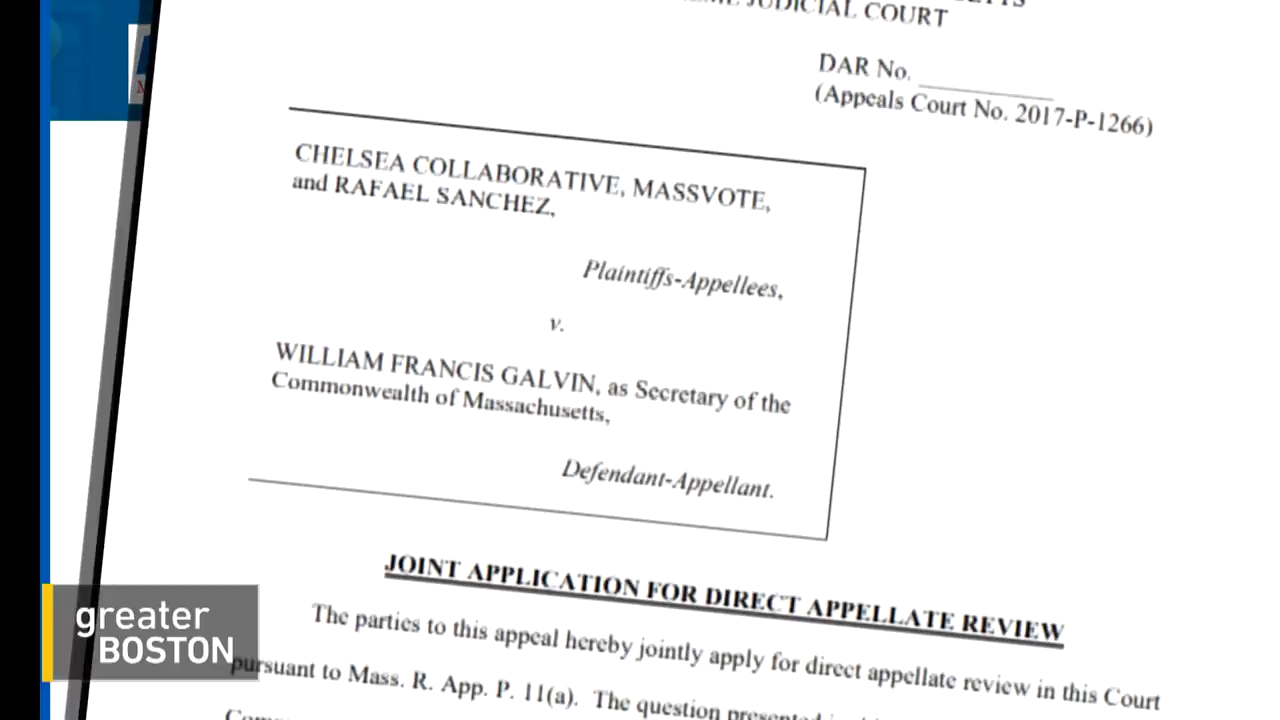 JUDICIAL COURT
DAR No. ____________
(Appeals Court No. 2017-P-1266)
CHELSEA COLLABORATIVE, MASSVOTE,
and RAFAEL SANCHEZ,
Plaintiffs-Appellees,
v.
WILLIAM FRANCIS GALVIN, as Secretary of the
Commonwealth of Massachusetts,
Defendant-Appellant.
JOINT APPLICATION FOR DIRECT APPELLATE REVIEW
The parties to this appeal hereby jointly apply for direct appellate review in this Court
pursuant to Mass. R. App. P. 11(a). The question presented
greater
BOSTON